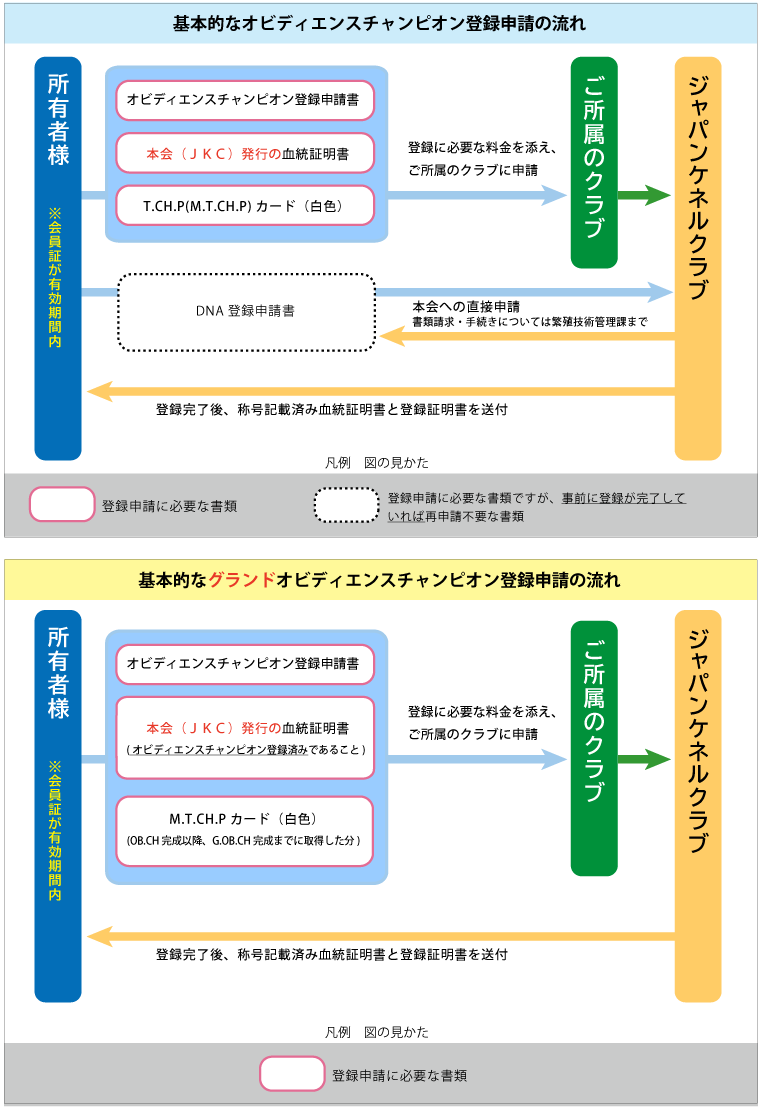 基本的なオビディエンスチャンピオン登録申請の流れ
所有者様
※会員証が有効期間内
オビディエンスチャンピオン登録申請書
本会（ＪＫＣ）発行の血統証明書
T.CH.P(M.T.CH.P) カード（白色）
登録に必要な料金を添え、
ご所属のクラブに申請
ご所属のクラブ
ジャパンケネルクラブ
DNA 登録申請書
本会への直接申請
書類請求・手続きについては繁殖技術管理課まで
登録完了後、称号記載済み血統証明書と登録証明書を送付
凡例　図の見かた
登録申請に必要な書類
登録申請に必要な書類ですが、事前に登録が完了して
いれば再申請不要な書類
基本的なグランドオビディエンスチャンピオン登録申請の流れ
所有者様
※会員証が有効期間内
オビディエンスチャンピオン登録申請書
本会（ＪＫＣ）発行の血統証明書
( オビディエンスチャンピオン登録済みであること )
M.T.CH.P カード（白色）
(OB.CH 完成以降、G.OB.CH 完成までに取得した分 )
登録に必要な料金を添え、
ご所属のクラブに申請
ご所属のクラブ
ジャパンケネルクラブ
登録完了後、称号記載済み血統証明書と登録証明書を送付
凡例　図の見かた
登録申請に必要な書類